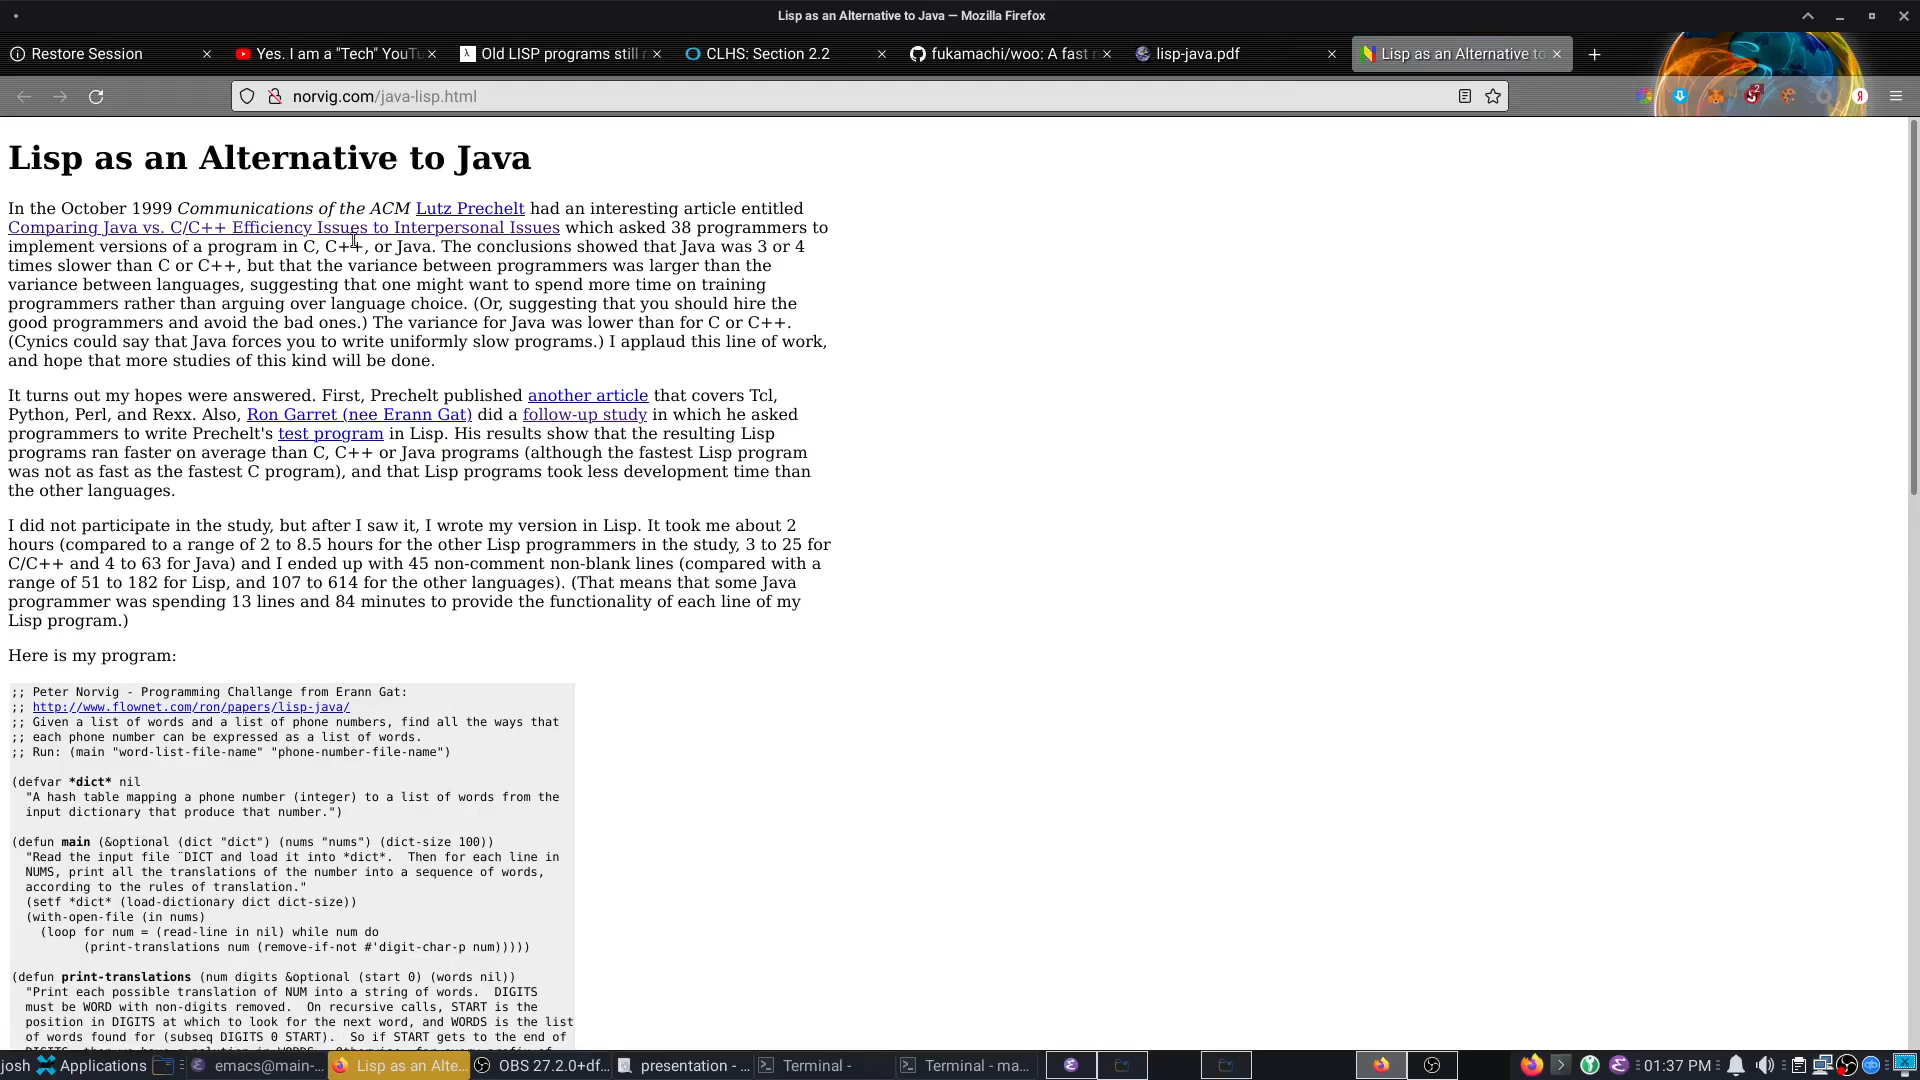 Lisp as an Alternative to Java — Mozilla Firefox
Restore Session
Yes. I am a "Tech" YouTu
Old LISP programs still r
CLHS: Section 2.2
fukamachi/woo: A fast n
lisp-java.pdf
Lisp as an Alternative to
norvig.com/java-lisp.html
2
Lisp as an Alternative to Java
In the October 1999 Communications of the ACM Lutz Prechelt had an interesting article entitled
Comparing Java vs. C/C++ Efficiency Issues to Interpersonal Issues which asked 38 programmers to
implement versions of a program in C, C++, or Java. The conclusions showed that Java was 3 or 4
times slower than C or C++, but that the variance between programmers was larger than the
variance between languages, suggesting that one might want to spend more time on training
programmers rather than arguing over language choice. (Or, suggesting that you should hire the
good programmers and avoid the bad ones.) The variance for Java was lower than for C or C++.
(Cynics could say that Java forces you to write uniformly slow programs.) I applaud this line of work,
and hope that more studies of this kind will be done.
It turns out my hopes were answered. First, Prechelt published another article that covers Tcl,
Python, Perl, and Rexx. Also, Ron Garret (nee Erann Gat) did a follow-up study in which he asked
programmers to write Prechelt's test program in Lisp. His results show that the resulting Lisp
programs ran faster on average than C, C++ or Java programs (although the fastest Lisp program
was not as fast as the fastest C program), and that Lisp programs took less development time than
the other languages.
I did not participate in the study, but after I saw it, I wrote my version in Lisp. It took me about 2
hours (compared to a range of 2 to 8.5 hours for the other Lisp programmers in the study, 3 to 25 for
C/C++ and 4 to 63 for Java) and I ended up with 45 non-comment non-blank lines (compared with a
range of 51 to 182 for Lisp, and 107 to 614 for the other languages). (That means that some Java
programmer was spending 13 lines and 84 minutes to provide the functionality of each line of my
Lisp program.)
Here is my program:
;; Peter Norvig - Programming Challange from Erann Gat:
;; http://www.flownet.com/ron/papers/lisp-java/
;; Given a list of words and a list of phone numbers, find all the ways that
;; each phone number can be expressed as a list of words.
;; Run: (main "word-list-file-name" "phone-number-file-name")
(defvar *dict* nil
"A hash table mapping a phone number (integer) to a list of words from the
input dictionary that produce that number.")
(defun main (&optional (dict "dict") (nums "nums") (dict-size 100))
"Read the input file ¨DICT and load it into *dict*.  Then for each line in
NUMS, print all the translations of the number into a sequence of words,
according to the rules of translation."
(setf *dict* (load-dictionary dict dict-size))
(with-open-file (in nums)
(loop for num = (read-line in nil) while num do
(print-translations num (remove-if-not #'digit-char-p num)))))
(defun print-translations (num digits &optional (start 0) (words nil))
"Print each possible translation of NUM into a string of words.  DIGITS
must be WORD with non-digits removed.  On recursive calls, START is the
position in DIGITS at which to look for the next word, and WORDS is the list
of words found for (subseq DIGITS 0 START).  So if START gets to the end of
josh Applications emacs@main-... Lisp as an Alte... OBS 27.2.0+df... presentation - ... Terminal - Terminal - ma... 01:37 PM